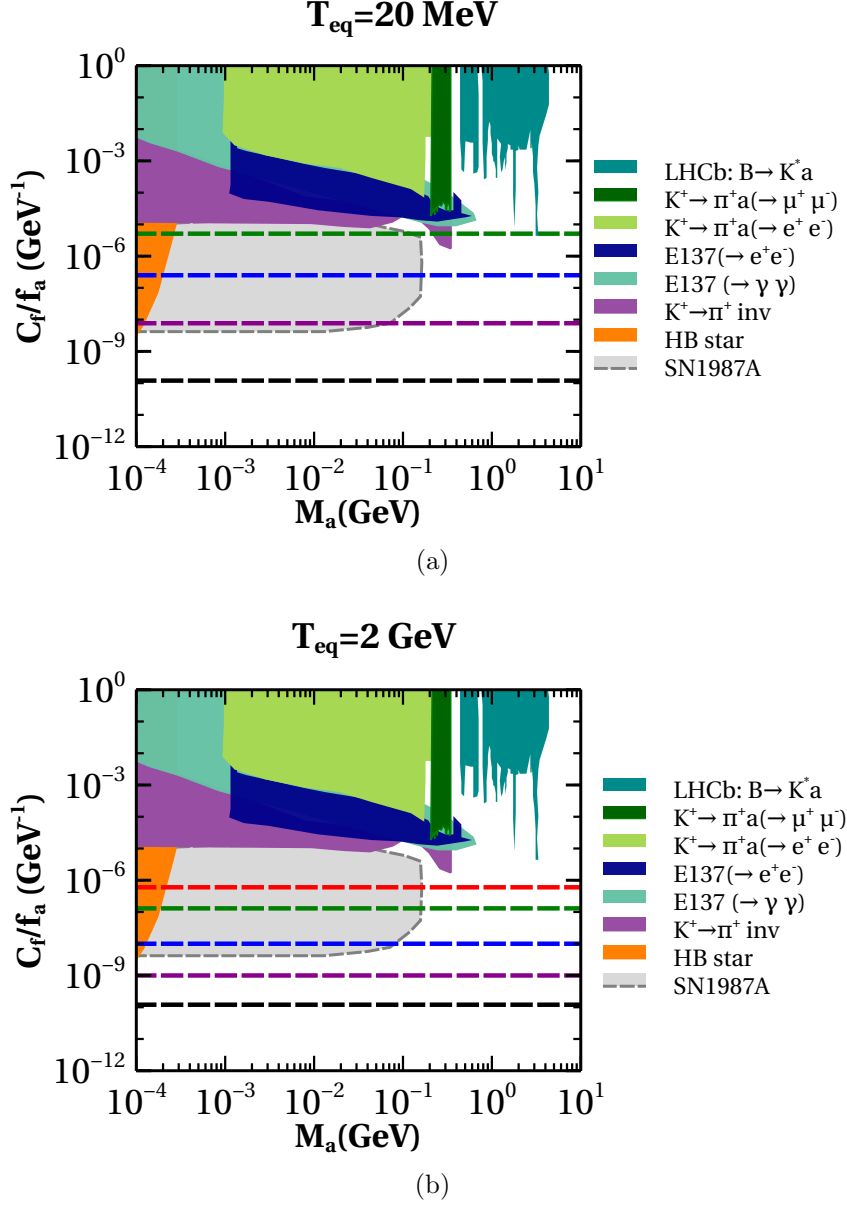 T_eq=20 MeV
10^0
10^-3
10^-6
10^-9
10^-12
C_f/f_a (GeV^-1)
10^-4 10^-3 10^-2 10^-1 10^0 10^1
M_a(GeV)
LHCb: B→ K^*a
K^+→ π^+a(→ μ^+ μ^-)
K^+→ π^+a(→ e^+ e^-)
E137(→ e^+e^-)
E137 (→ γ γ)
K^+→π^+ inv
HB star
SN1987A
(a)
T_eq=2 GeV
10^0
10^-3
10^-6
10^-9
10^-12
C_f/f_a (GeV^-1)
10^-4 10^-3 10^-2 10^-1 10^0 10^1
M_a(GeV)
LHCb: B→ K^*a
K^+→ π^+a(→ μ^+ μ^-)
K^+→ π^+a(→ e^+ e^-)
E137(→ e^+e^-)
E137 (→ γ γ)
K^+→π^+ inv
HB star
SN1987A
(b)